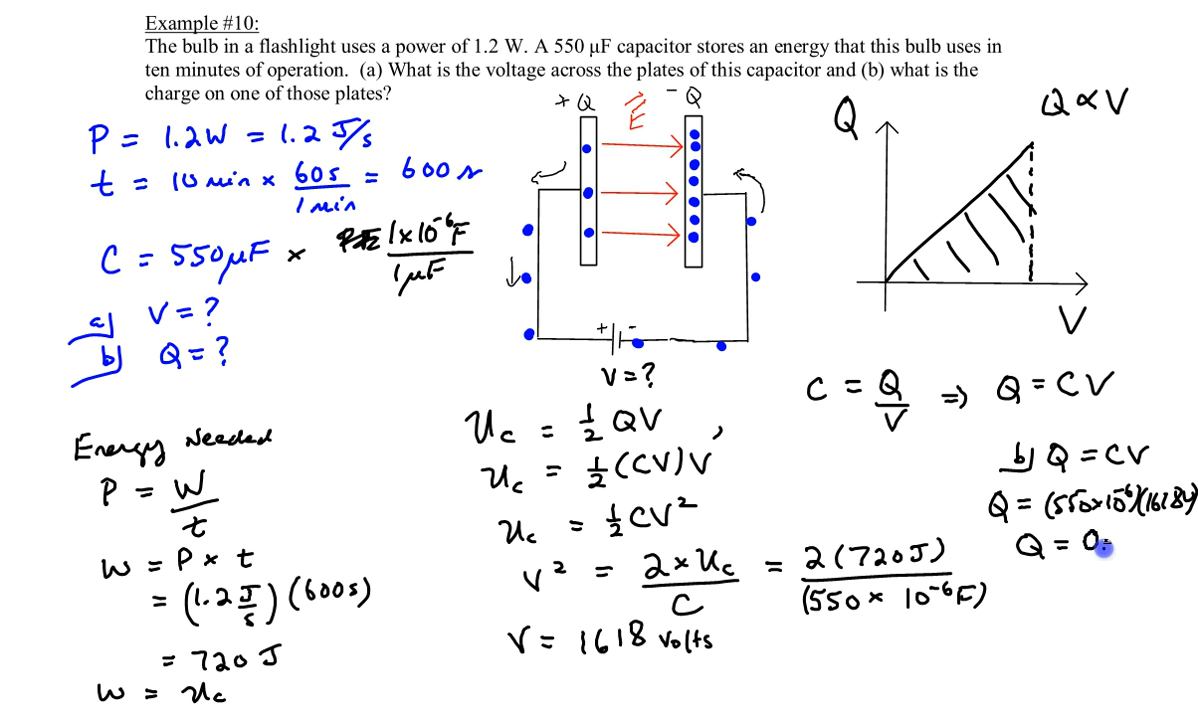 Example #10:
The bulb in a flashlight uses a power of 1.2 W. A 550 µF capacitor stores an energy that this bulb uses in
ten minutes of operation. (a) What is the voltage across the plates of this capacitor and (b) what is the
charge on one of those plates?
P = 1.2W = 1.2 J/s
t = 10 min × 60s / 1 min = 600 s
C = 550µF × 1×10⁻⁶F / 1µF
a) V = ?
b) Q = ?
Energy Needed
P = W / t
W = P × t
= (1.2 J/s)(600s)
= 720 J
W = Uc
+Q
E
-Q
+ -
V = ?
Uc = ½ QV,
Uc = ½ (CV)V
Uc = ½ CV²
V² = 2×Uc / C = 2(720J) / (550 × 10⁻⁶F)
V = 1618 volts
Q
Q ∝ V
V
C = Q / V ⇒ Q = CV
b) Q = CV
Q = (550×10⁻⁶)(1618V)
Q = 0.